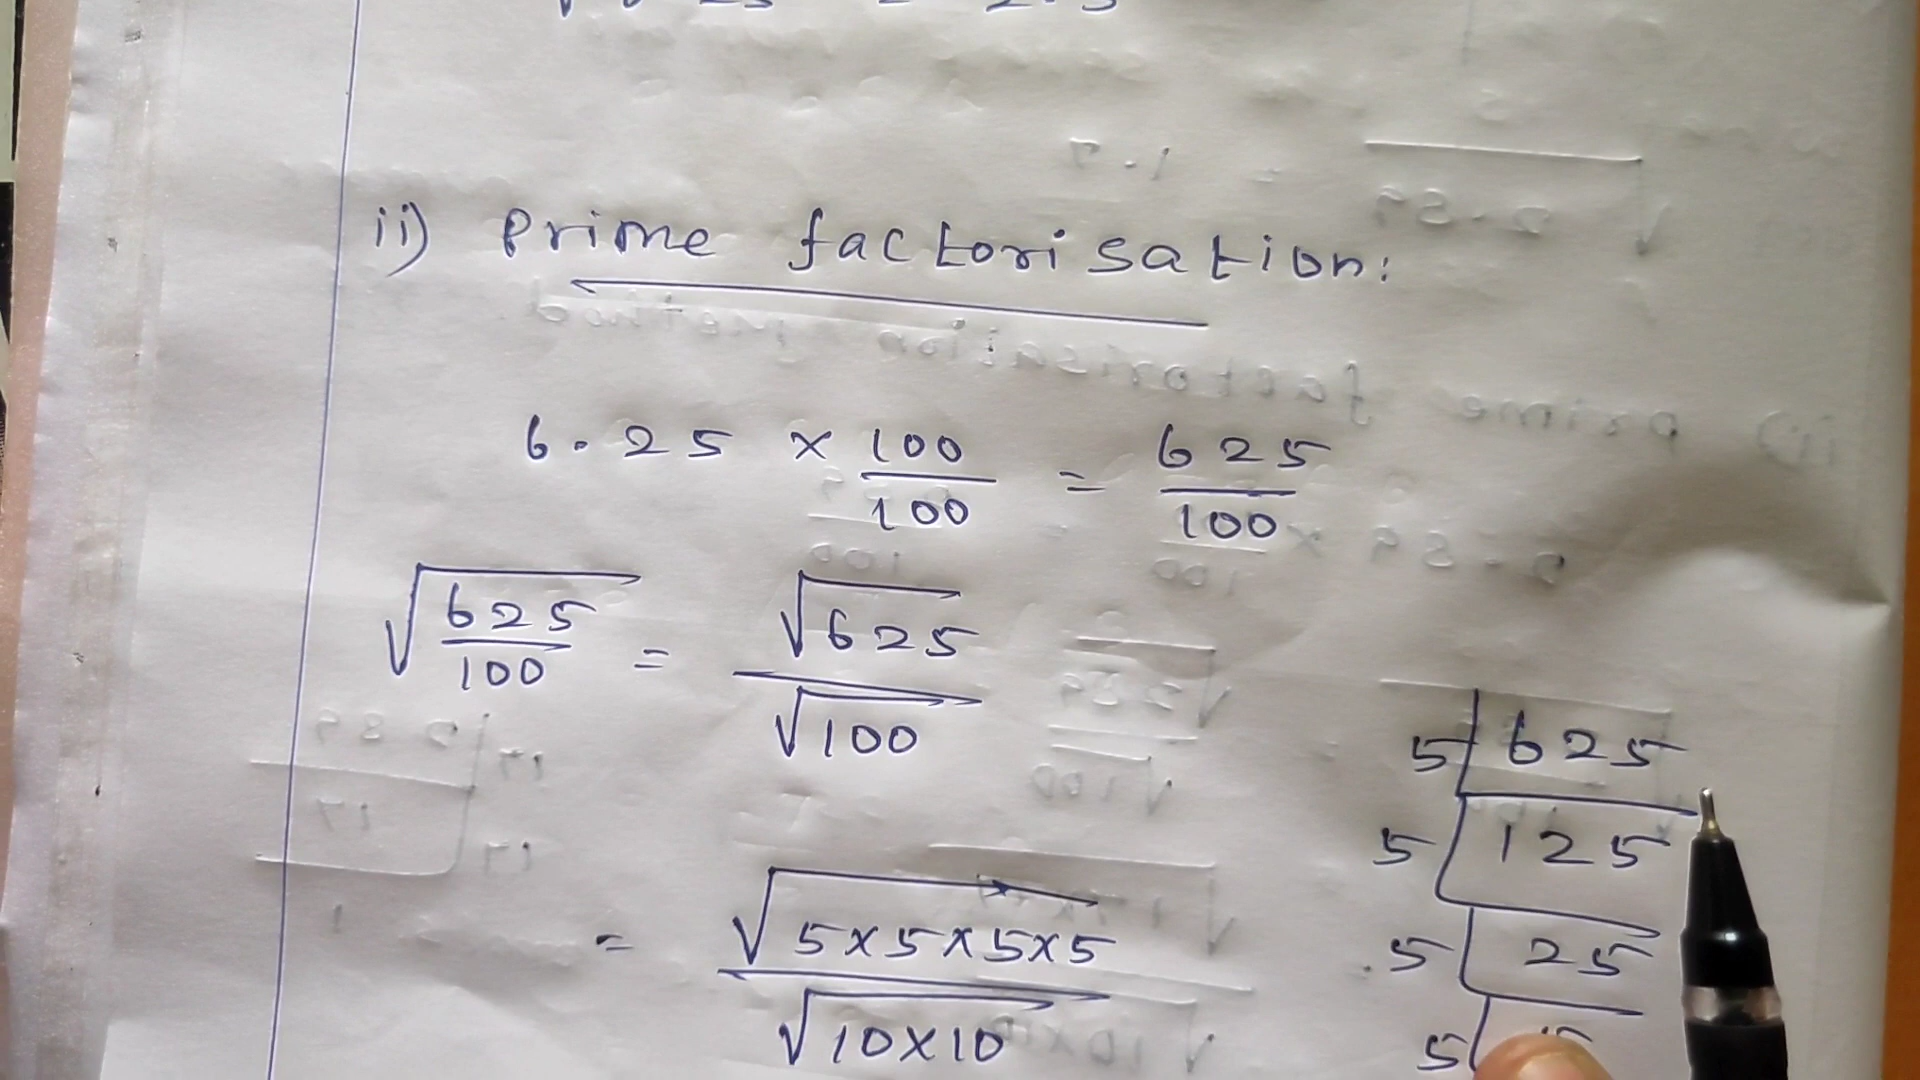 ii) Prime factorisation:
6.25 × 100/100 = 625/100
√(625/100) = √625/√100
= √(5×5×5×5)/√(10×10)
5 | 625
5 | 125
5 | 25
5 |